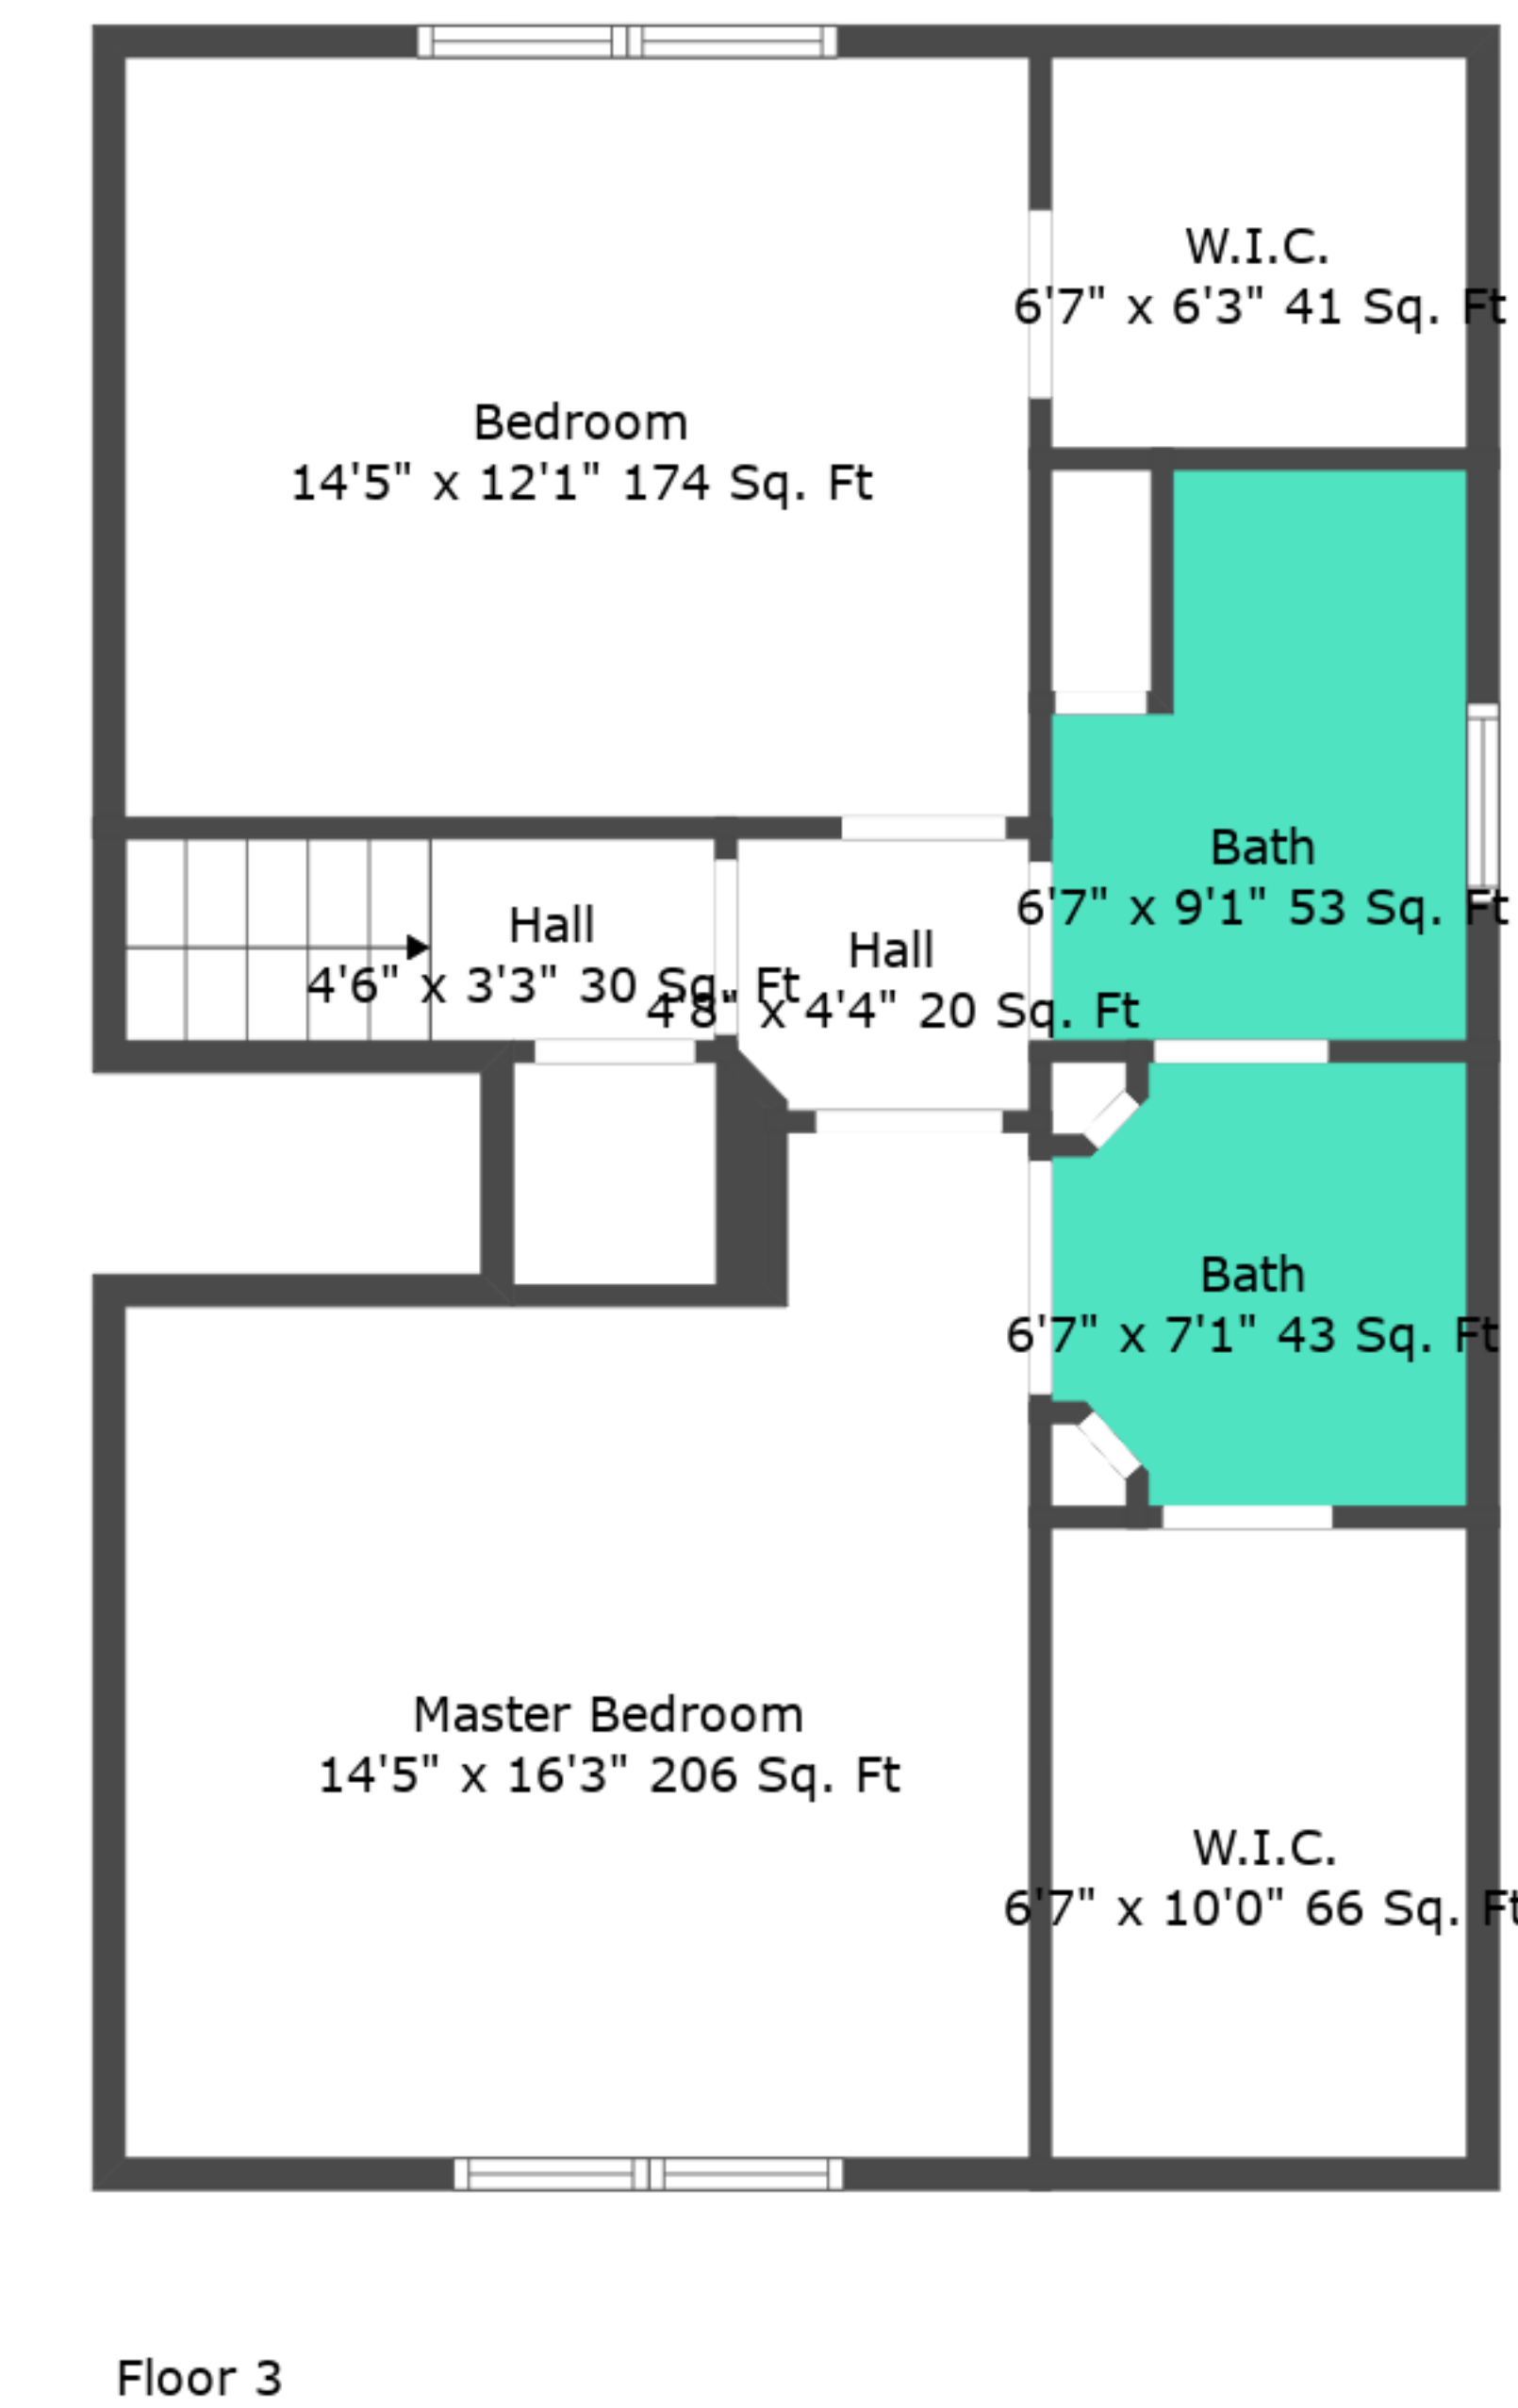 W.I.C.
6'7" x 6'3" 41 Sq. Ft
Bedroom
14'5" x 12'1" 174 Sq. Ft
Bath
6'7" x 9'1" 53 Sq. Ft
Hall
4'6" x 3'3" 30 Sq. Ft
Hall
4'8" x 4'4" 20 Sq. Ft
Bath
6'7" x 7'1" 43 Sq. Ft
Master Bedroom
14'5" x 16'3" 206 Sq. Ft
W.I.C.
6'7" x 10'0" 66 Sq. Ft
Floor 3